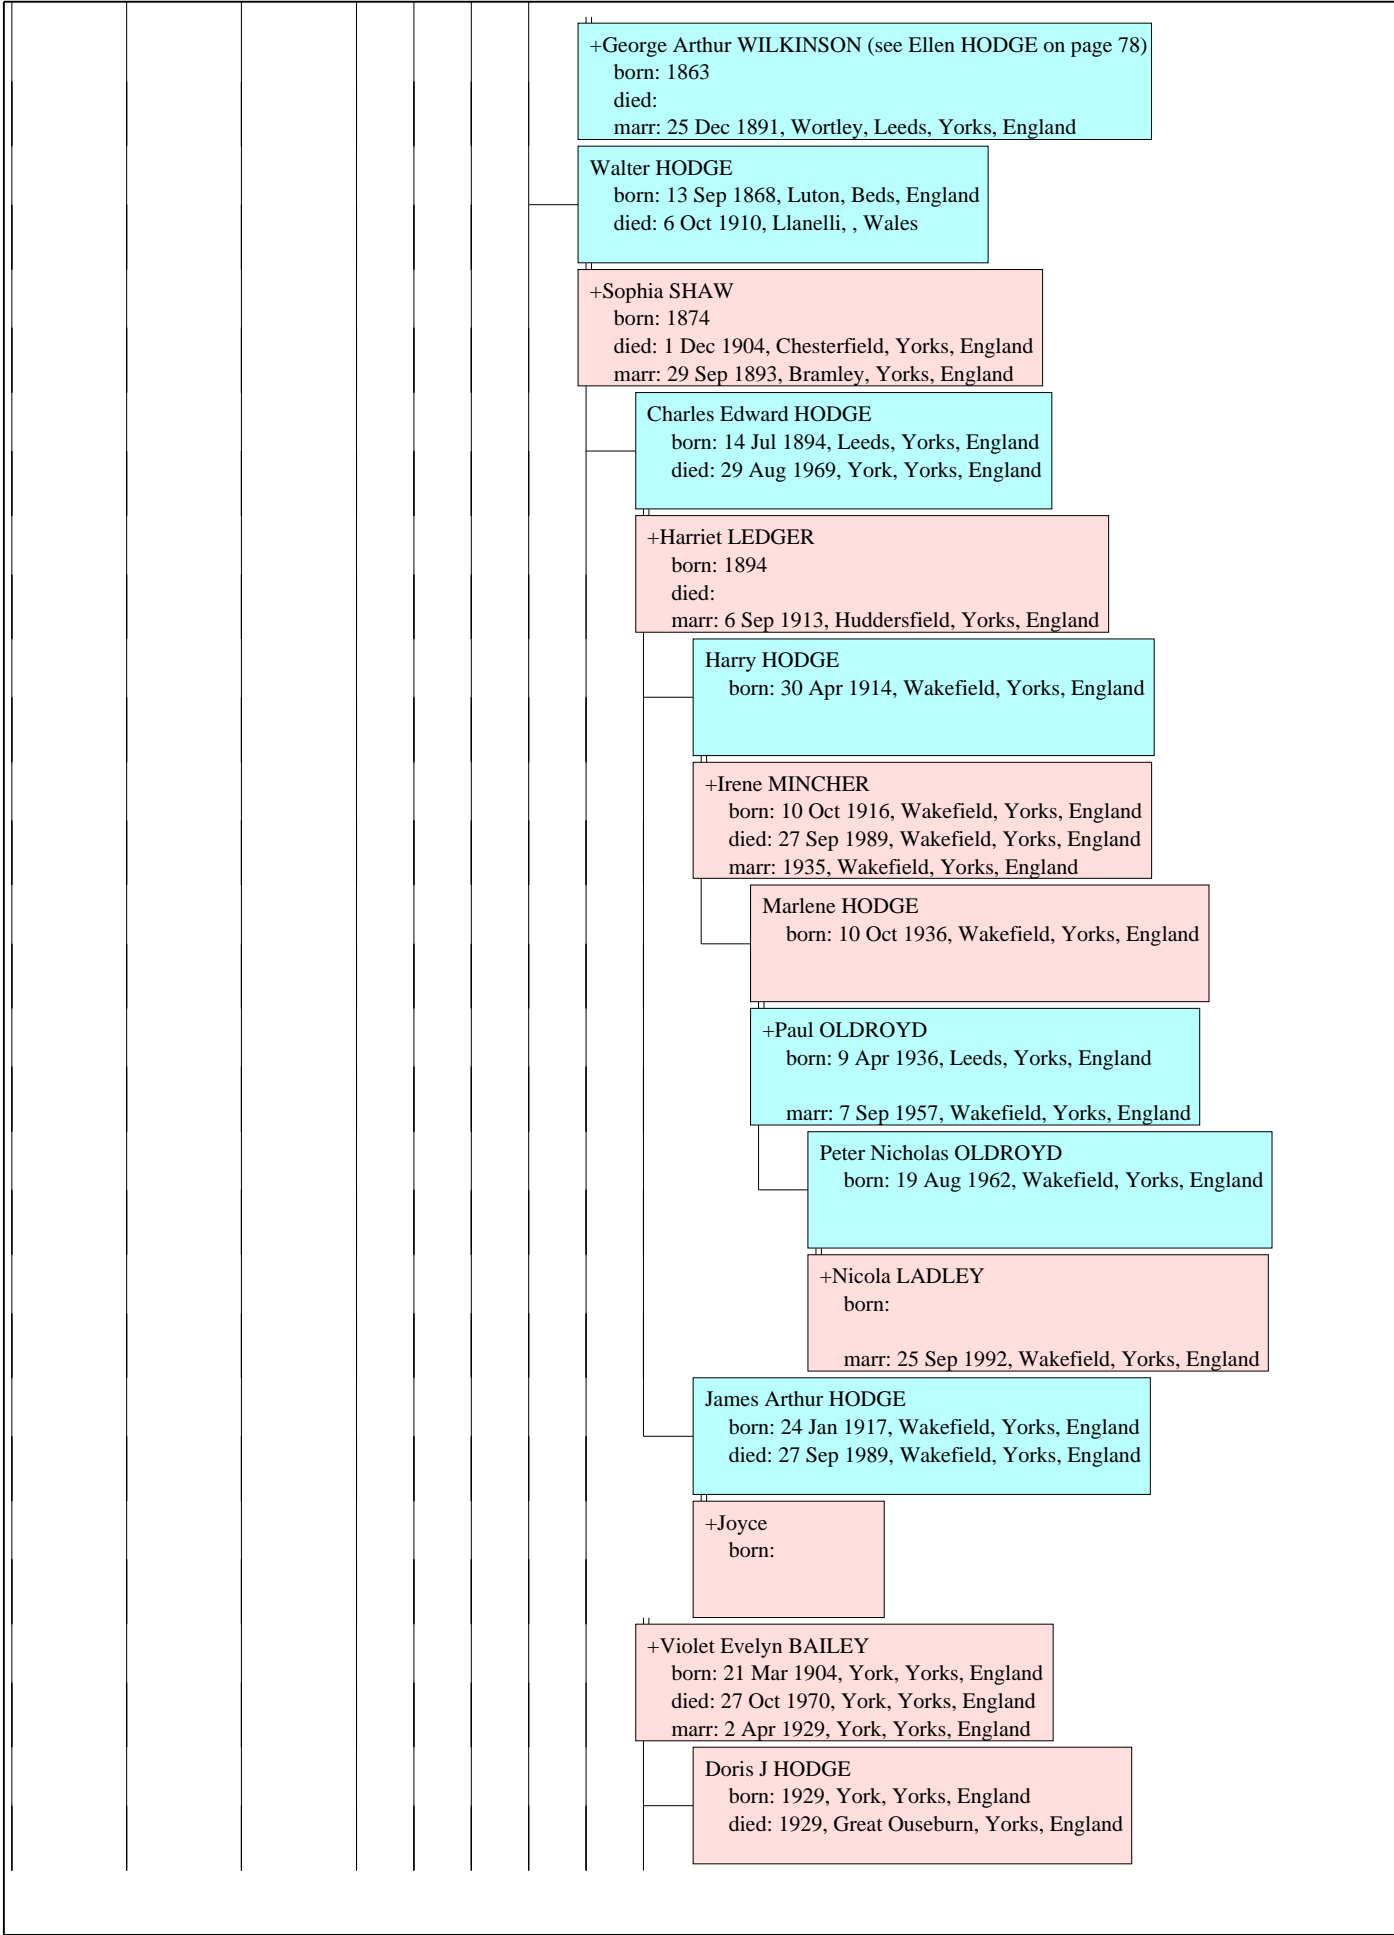 +George Arthur WILKINSON (see Ellen HODGE on page 78)
born: 1863
died:
marr: 25 Dec 1891, Wortley, Leeds, Yorks, England
Walter HODGE
born: 13 Sep 1868, Luton, Beds, England
died: 6 Oct 1910, Llanelli, , Wales
+Sophia SHAW
born: 1874
died: 1 Dec 1904, Chesterfield, Yorks, England
marr: 29 Sep 1893, Bramley, Yorks, England
Charles Edward HODGE
born: 14 Jul 1894, Leeds, Yorks, England
died: 29 Aug 1969, York, Yorks, England
+Harriet LEDGER
born: 1894
died:
marr: 6 Sep 1913, Huddersfield, Yorks, England
Harry HODGE
born: 30 Apr 1914, Wakefield, Yorks, England
+Irene MINCHER
born: 10 Oct 1916, Wakefield, Yorks, England
died: 27 Sep 1989, Wakefield, Yorks, England
marr: 1935, Wakefield, Yorks, England
Marlene HODGE
born: 10 Oct 1936, Wakefield, Yorks, England
+Paul OLDROYD
born: 9 Apr 1936, Leeds, Yorks, England
marr: 7 Sep 1957, Wakefield, Yorks, England
Peter Nicholas OLDROYD
born: 19 Aug 1962, Wakefield, Yorks, England
+Nicola LADLEY
born:
marr: 25 Sep 1992, Wakefield, Yorks, England
James Arthur HODGE
born: 24 Jan 1917, Wakefield, Yorks, England
died: 27 Sep 1989, Wakefield, Yorks, England
+Joyce
born:
+Violet Evelyn BAILEY
born: 21 Mar 1904, York, Yorks, England
died: 27 Oct 1970, York, Yorks, England
marr: 2 Apr 1929, York, Yorks, England
Doris J HODGE
born: 1929, York, Yorks, England
died: 1929, Great Ouseburn, Yorks, England